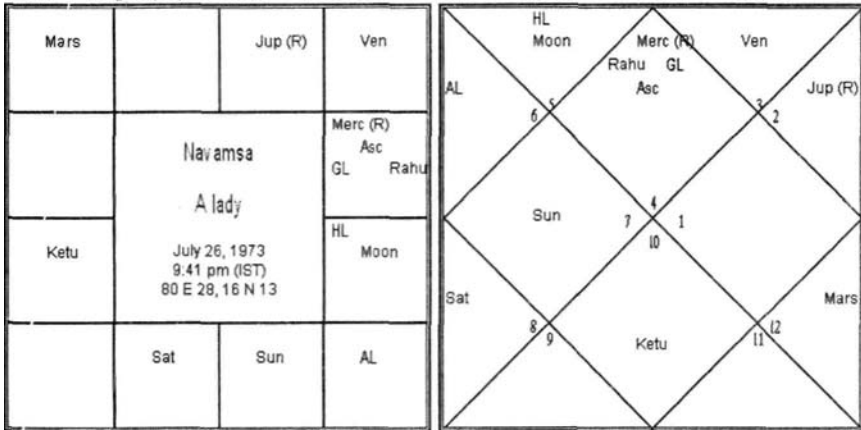 Mars
Jup (R)
Ven
Merc (R)
Asc
GL Rahu
Navamsa
A lady
July 26, 1973
9:41 pm (IST)
80 E 28, 16 N 13
Ketu
HL
Moon
Sat
Sun
AL
HL
Moon
Merc (R)
Rahu GL
Asc
Ven
AL
Jup (R)
5
6
3
2
4
Sun
7
1
10
Sat
Mars
8
9
Ketu
12
11